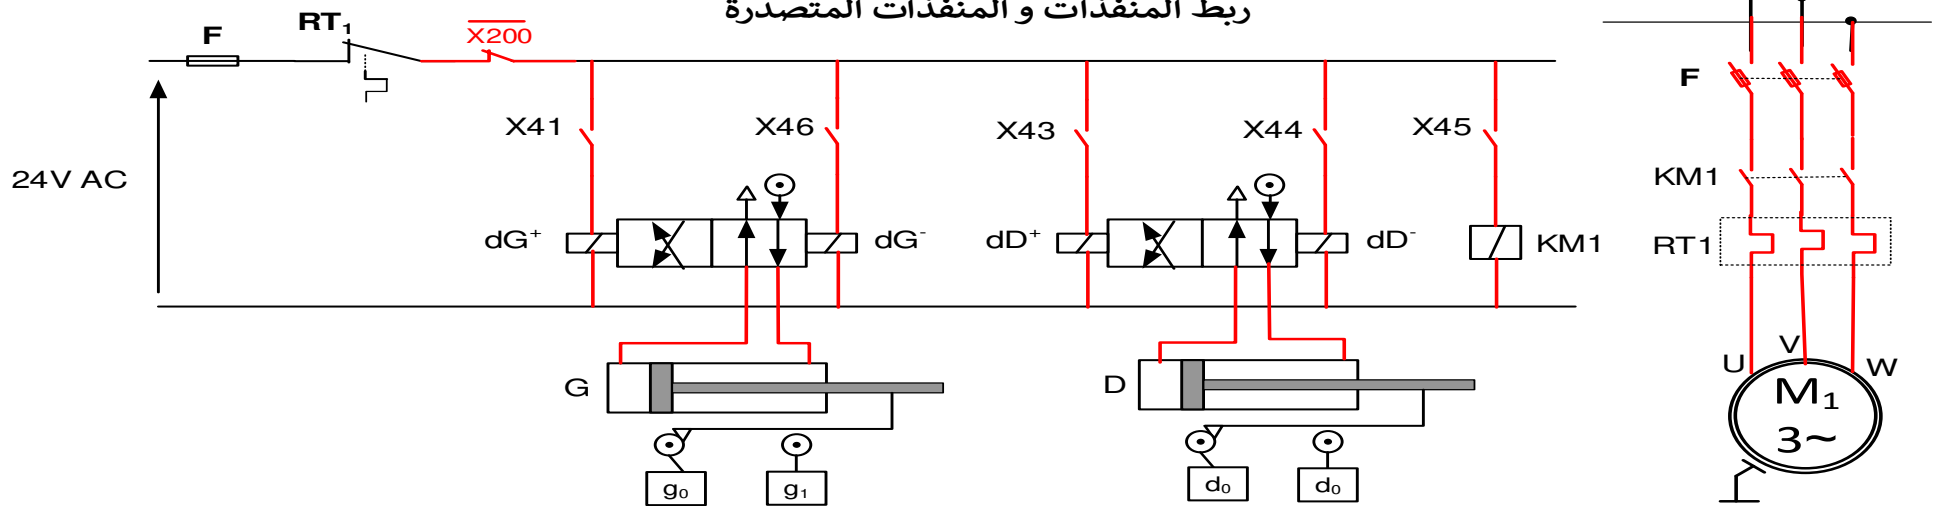 ربط المنفذات و المنفذات المتصدرة
F
RT1
X200
X41
X46
X43
X44
X45
24V AC
dG+
dG-
dD+
dD-
KM1
G
D
g0
g1
d0
d0
F
KM1
RT1
U
V
W
M1
3~